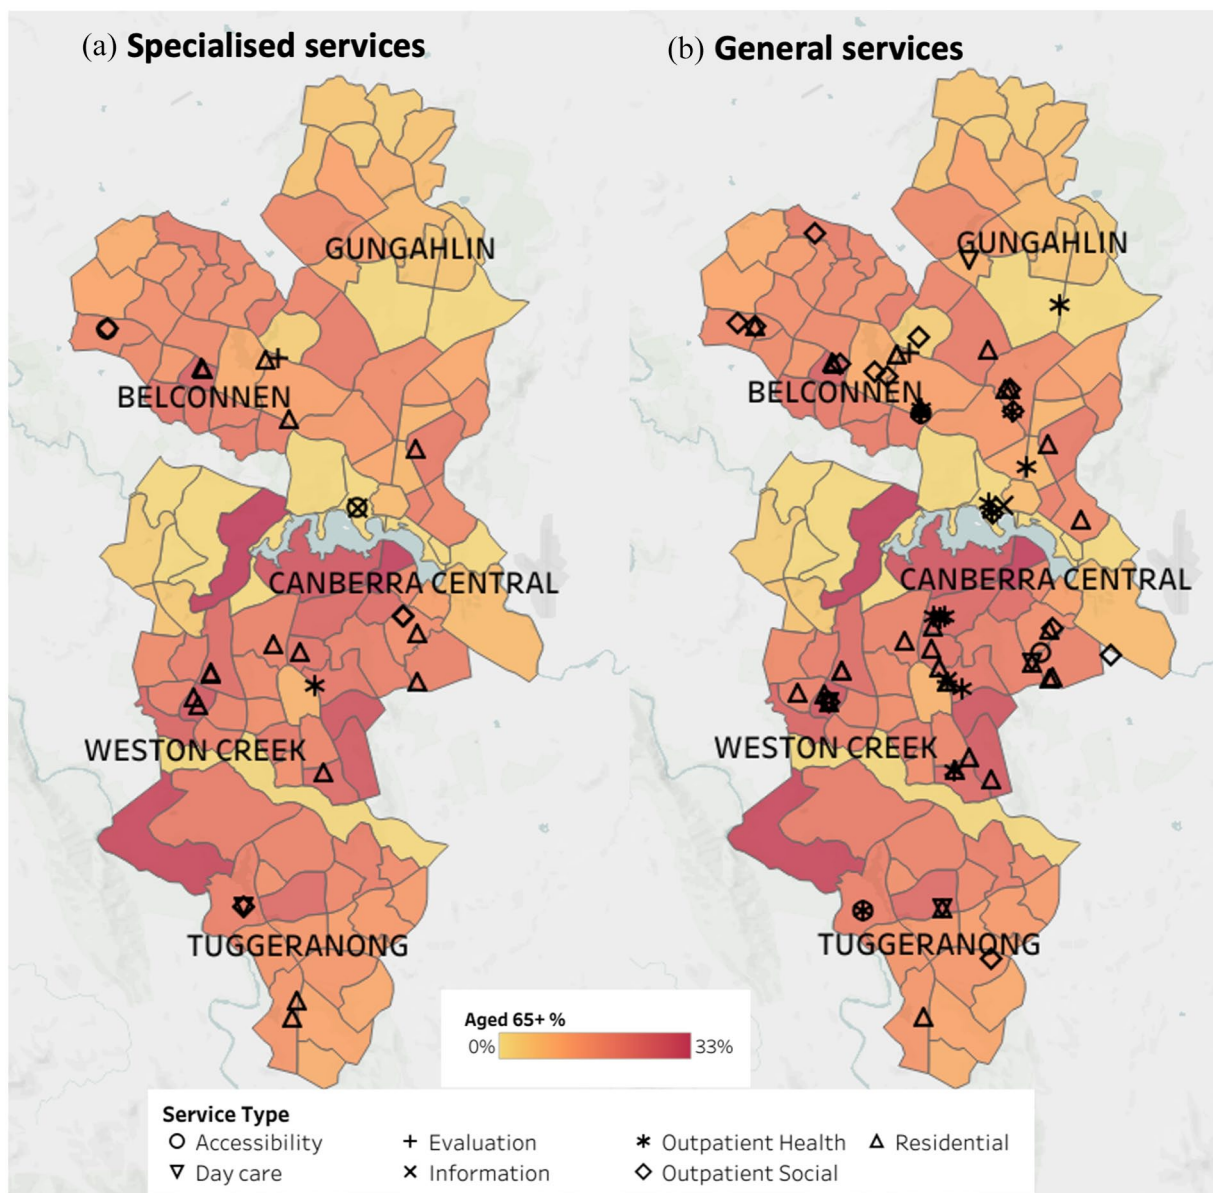 (a) Specialised services
(b) General services
GUNGAHLIN
GUNGAHLIN
BELCONNEN
BELCONNEN
CANBERRA CENTRAL
CANBERRA CENTRAL
WESTON CREEK
WESTON CREEK
TUGGERANONG
TUGGERANONG
Aged 65+ %
0% 33%
Service Type
Accessibility Evaluation Outpatient Health Residential
Day care Information Outpatient Social